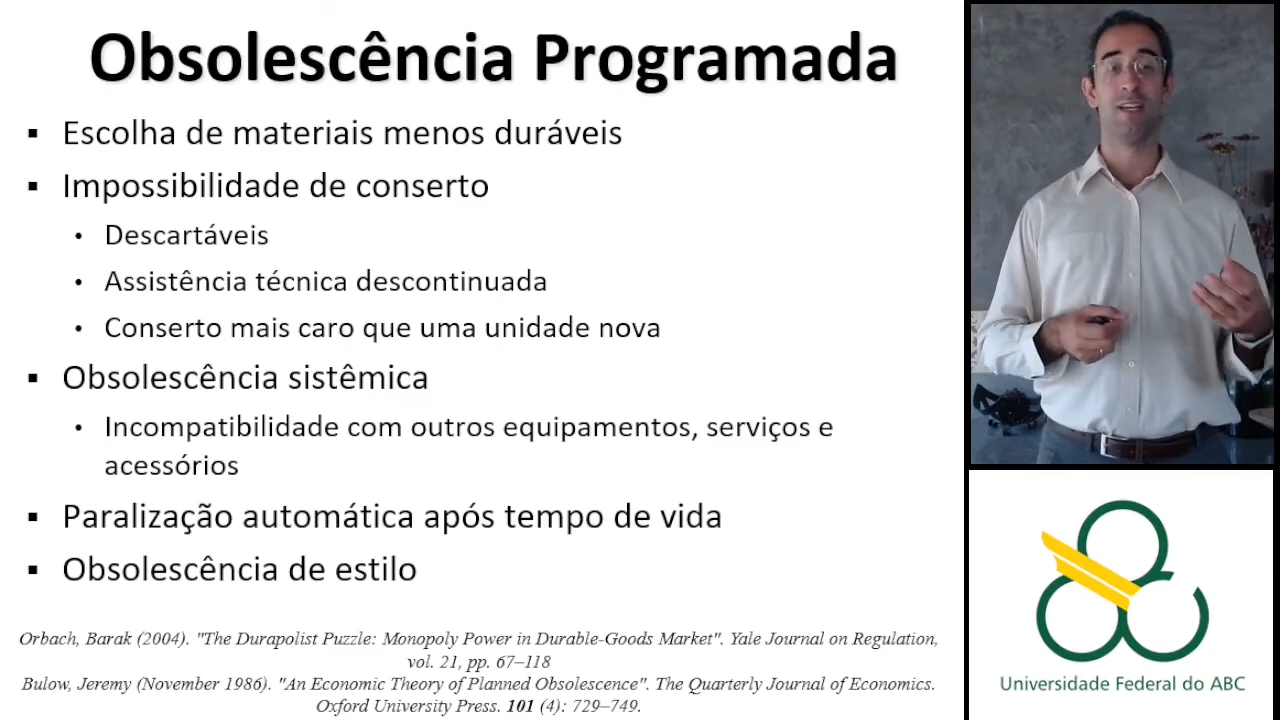 Obsolescência Programada
▪ Escolha de materiais menos duráveis
▪ Impossibilidade de conserto
• Descartáveis
• Assistência técnica descontinuada
• Conserto mais caro que uma unidade nova
▪ Obsolescência sistêmica
• Incompatibilidade com outros equipamentos, serviços e
acessórios
▪ Paralização automática após tempo de vida
▪ Obsolescência de estilo
Orbach, Barak (2004). "The Durapolist Puzzle: Monopoly Power in Durable-Goods Market". Yale Journal on Regulation,
vol. 21, pp. 67–118
Bulow, Jeremy (November 1986). "An Economic Theory of Planned Obsolescence". The Quarterly Journal of Economics.
Oxford University Press. 101 (4): 729–749.
Universidade Federal do ABC